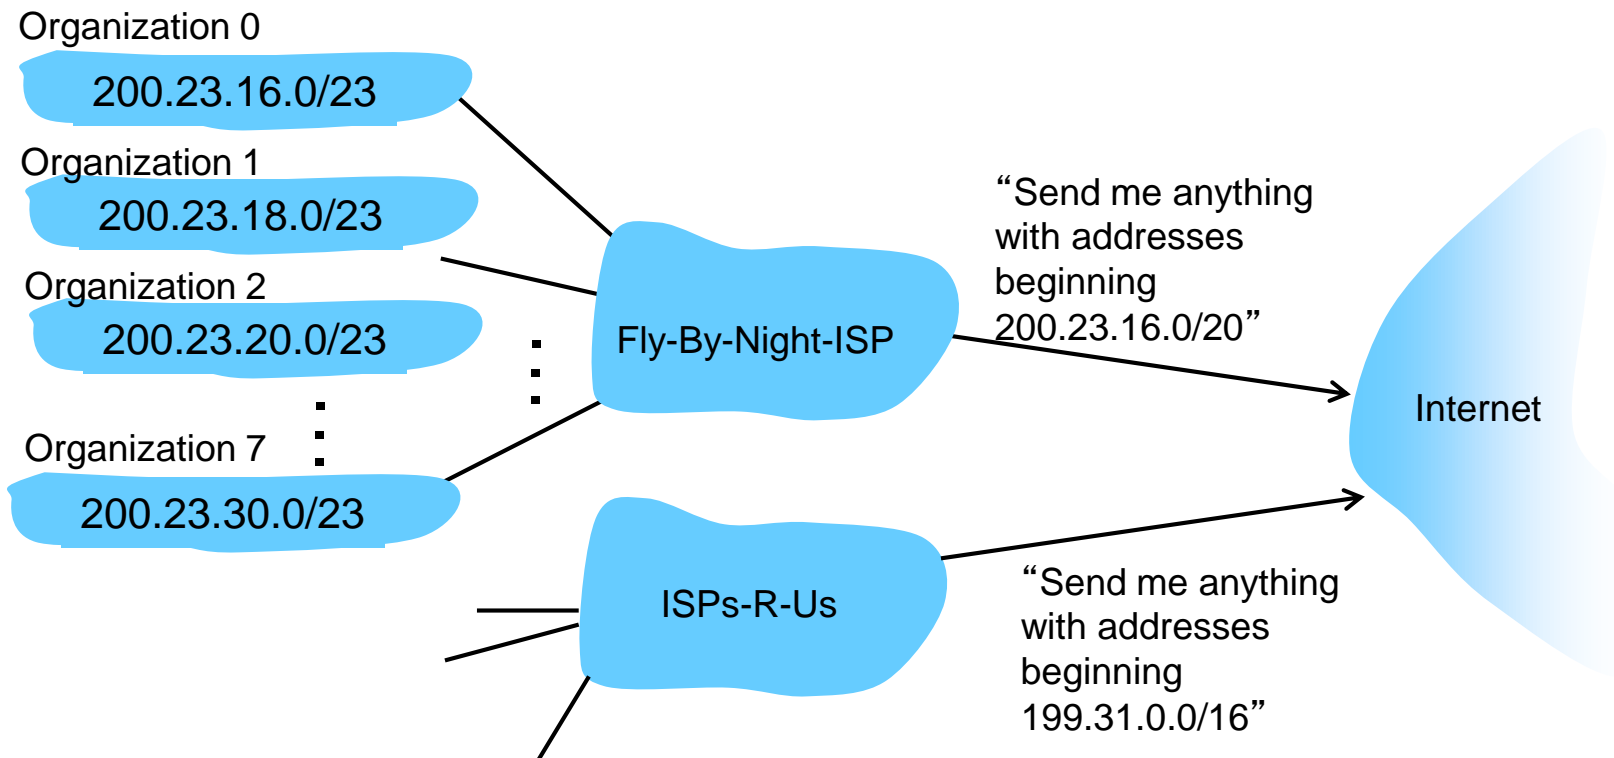 Organization 0
200.23.16.0/23
Organization 1
200.23.18.0/23
Organization 2
200.23.20.0/23
Organization 7
200.23.30.0/23
Fly-By-Night-ISP
“Send me anything
with addresses
beginning
200.23.16.0/20”
Internet
ISPs-R-Us
“Send me anything
with addresses
beginning
199.31.0.0/16”